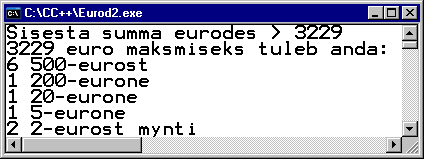 C:\CC++\Eurod2.exe
Sisesta summa eurodes > 3229
3229 euro maksmiseks tuleb anda:
6 500-eurost
1 200-eurone
1 20-eurone
1 5-eurone
2 2-eurost mynti